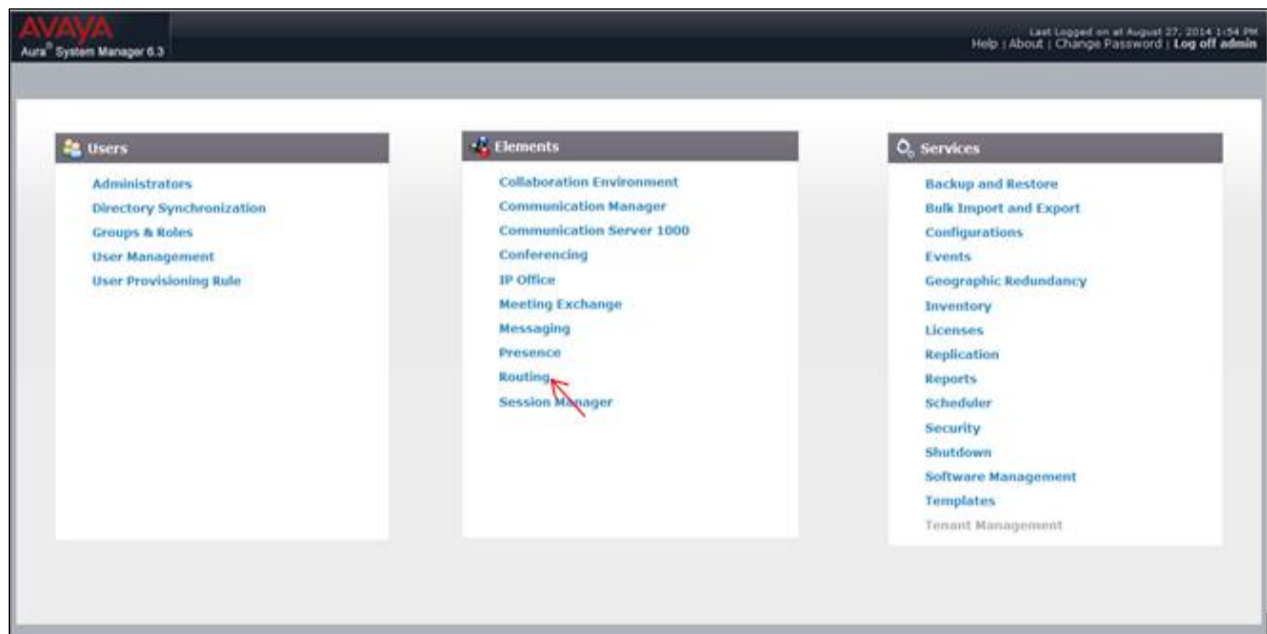 AVAYA
Aura® System Manager 6.3
Last Logged on at August 27, 2014 1:54 PM
Help | About | Change Password | Log off admin
Users
Administrators
Directory Synchronization
Groups & Roles
User Management
User Provisioning Rule
Elements
Collaboration Environment
Communication Manager
Communication Server 1000
Conferencing
IP Office
Meeting Exchange
Messaging
Presence
Routing
Session Manager
Services
Backup and Restore
Bulk Import and Export
Configurations
Events
Geographic Redundancy
Inventory
Licenses
Replication
Reports
Scheduler
Security
Shutdown
Software Management
Templates
Tenant Management